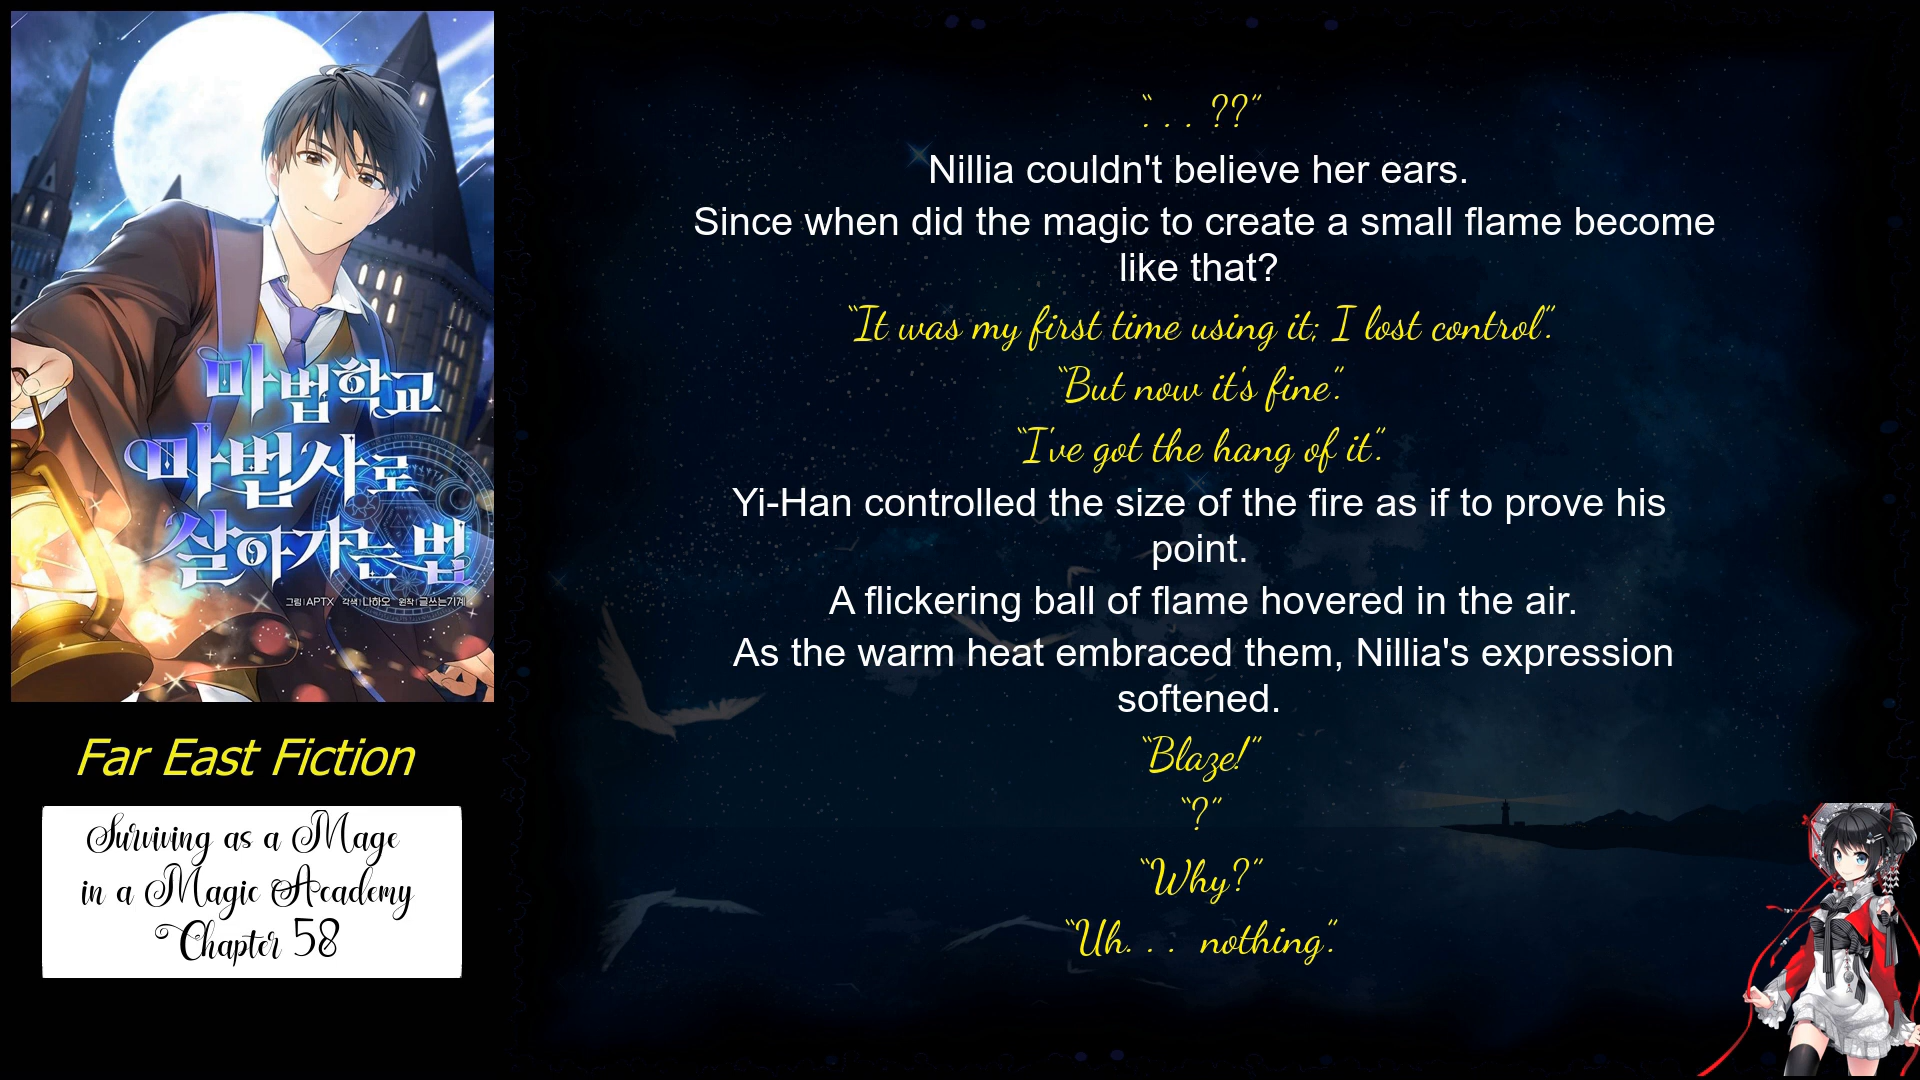 마법학교
마법사로
살아가는 법
그림|APTX 각색|나하오 원작|글쓰는기계
Far East Fiction
Surviving as a Mage
in a Magic Academy
Chapter 58
“. . . ??”
Nillia couldn't believe her ears.
Since when did the magic to create a small flame become
like that?
“It was my first time using it; I lost control”.
“But now it's fine”.
“I've got the hang of it”.
Yi-Han controlled the size of the fire as if to prove his
point.
A flickering ball of flame hovered in the air.
As the warm heat embraced them, Nillia's expression
softened.
“Blaze!”
“?”
“Why?”
“Uh. . . nothing”.